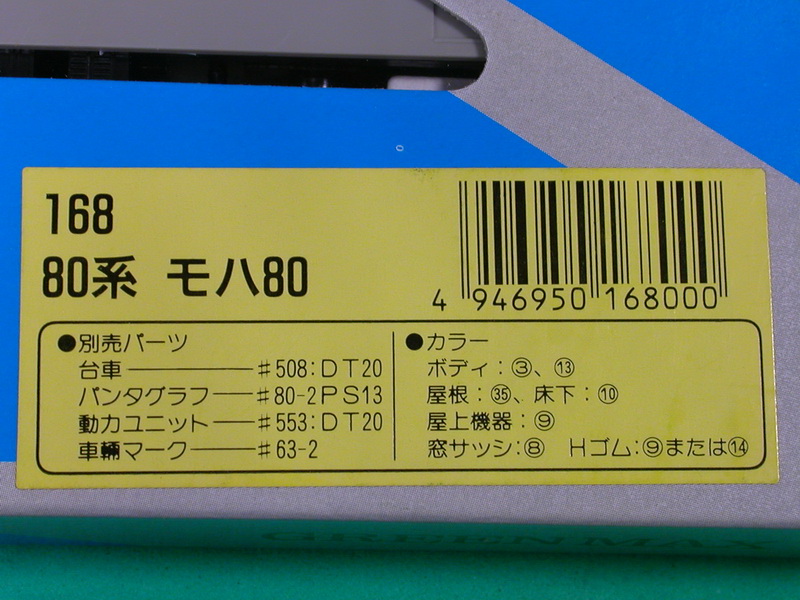 168
80系 モハ80
4 946950 168000
●別売パーツ
台車────♯508:DT20
パンタグラフ──♯80-2PS13
動力ユニット──♯553:DT20
車輛マーク──♯63-2
●カラー
ボディ:③、⑬
屋根:㉟、床下:⑩
屋上機器:⑨
窓サッシ:⑧ Hゴム:⑨または⑭
GREENMAX